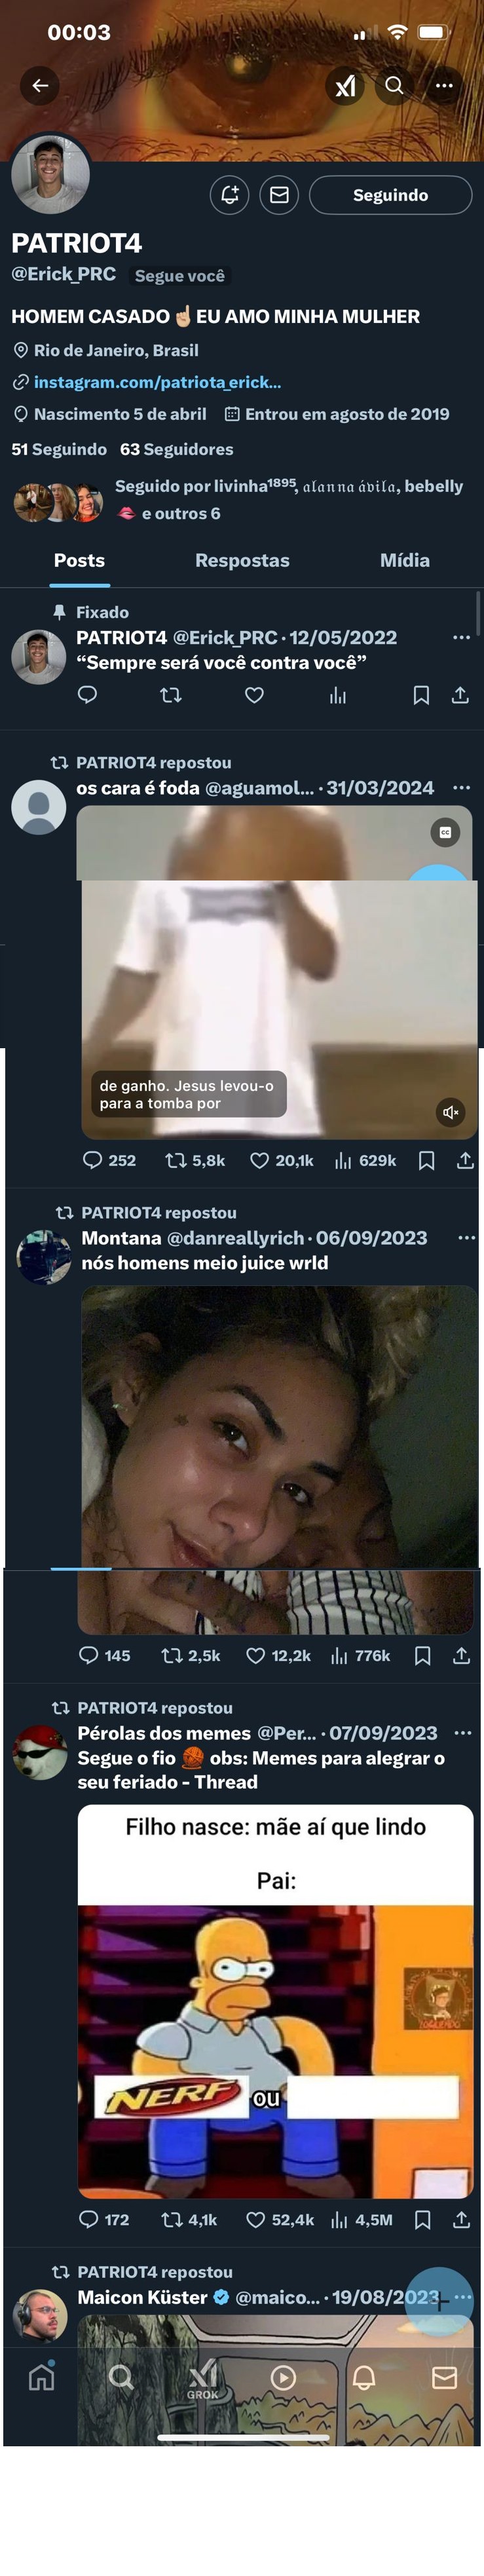 00:03
Seguindo
PATRIOT4
@Erick_PRC Segue você
HOMEM CASADO☝🏼EU AMO MINHA MULHER
Rio de Janeiro, Brasil
instagram.com/patriota_erick...
Nascimento 5 de abril Entrou em agosto de 2019
51 Seguindo 63 Seguidores
Seguido por livinha¹⁸⁹⁵, 𝔞𝔩𝔞𝔫𝔫𝔞 𝔞́𝔳𝔦𝔩𝔞, bebelly
🫦 e outros 6
Posts Respostas Mídia
Fixado
PATRIOT4 @Erick_PRC · 12/05/2022
“Sempre será você contra você”
PATRIOT4 repostou
os cara é foda @aguamol... · 31/03/2024
CC
de ganho. Jesus levou-o
para a tomba por
252 5,8k 20,1k 629k
PATRIOT4 repostou
Montana @danreallyrich · 06/09/2023
nós homens meio juice wrld
145 2,5k 12,2k 776k
PATRIOT4 repostou
Pérolas dos memes @Per... · 07/09/2023
Segue o fio 🧶 obs: Memes para alegrar o
seu feriado - Thread
Filho nasce: mãe aí que lindo
Pai:
NERF ou
172 4,1k 52,4k 4,5M
PATRIOT4 repostou
Maicon Küster @maico... · 19/08/2023
GROK